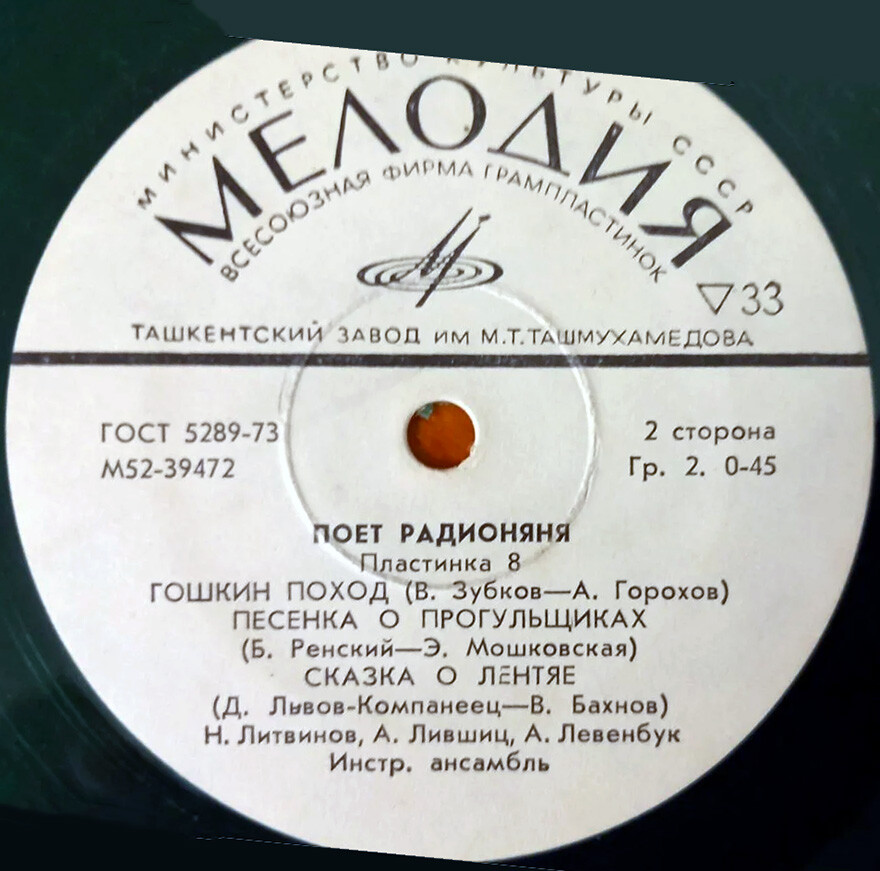 МИНИСТЕРСТВО КУЛЬТУРЫ СССР
МЕЛОДИЯ
ВСЕСОЮЗНАЯ ФИРМА ГРАМПЛАСТИНОК
▽33
ТАШКЕНТСКИЙ ЗАВОД ИМ М.Т.ТАШМУХАМЕДОВА
ГОСТ 5289-73
М52-39472
2 сторона
Гр. 2. 0-45
ПОЕТ РАДИОНЯНЯ
Пластинка 8
ГОШКИН ПОХОД (В. Зубков—А. Горохов)
ПЕСЕНКА О ПРОГУЛЬЩИКАХ
(Б. Ренский—Э. Мошковская)
СКАЗКА О ЛЕНТЯЕ
(Д. Львов-Компанеец—В. Бахнов)
Н. Литвинов, А. Лившиц, А. Левенбук
Инстр. ансамбль